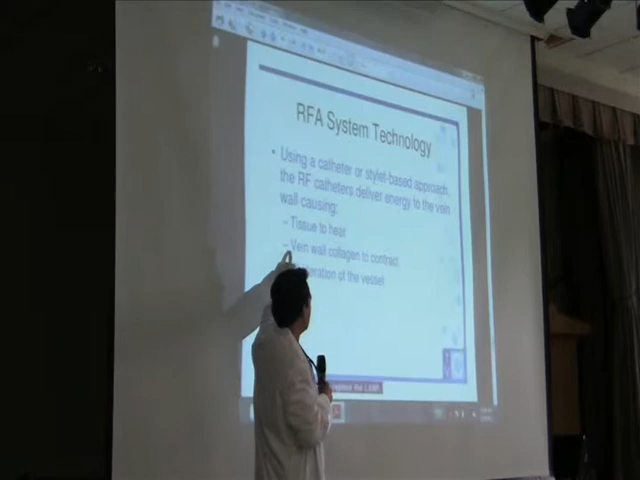 RFA System Technology
• Using a catheter or stylet-based approach,
the RF catheters deliver energy to the vein
wall causing:
– Tissue to heat
– Vein wall collagen to contract
of the vessel